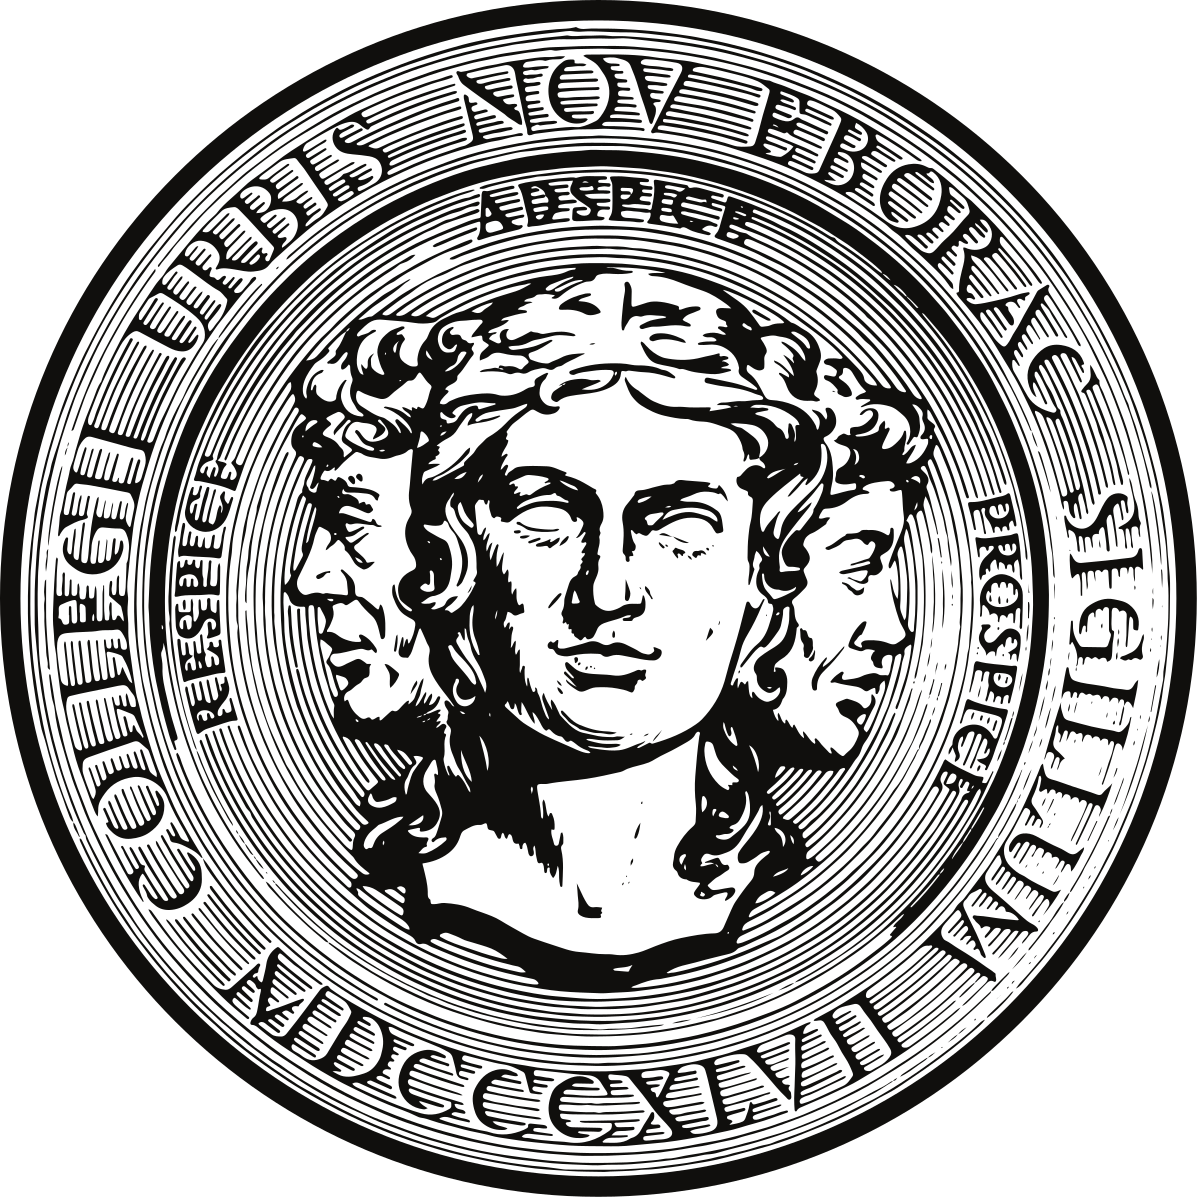 COLLEGII URBIS NOV EBORAC SIGILLUM
MDCCCXLVII
RESPICE
ADSPICE
PROSPICE